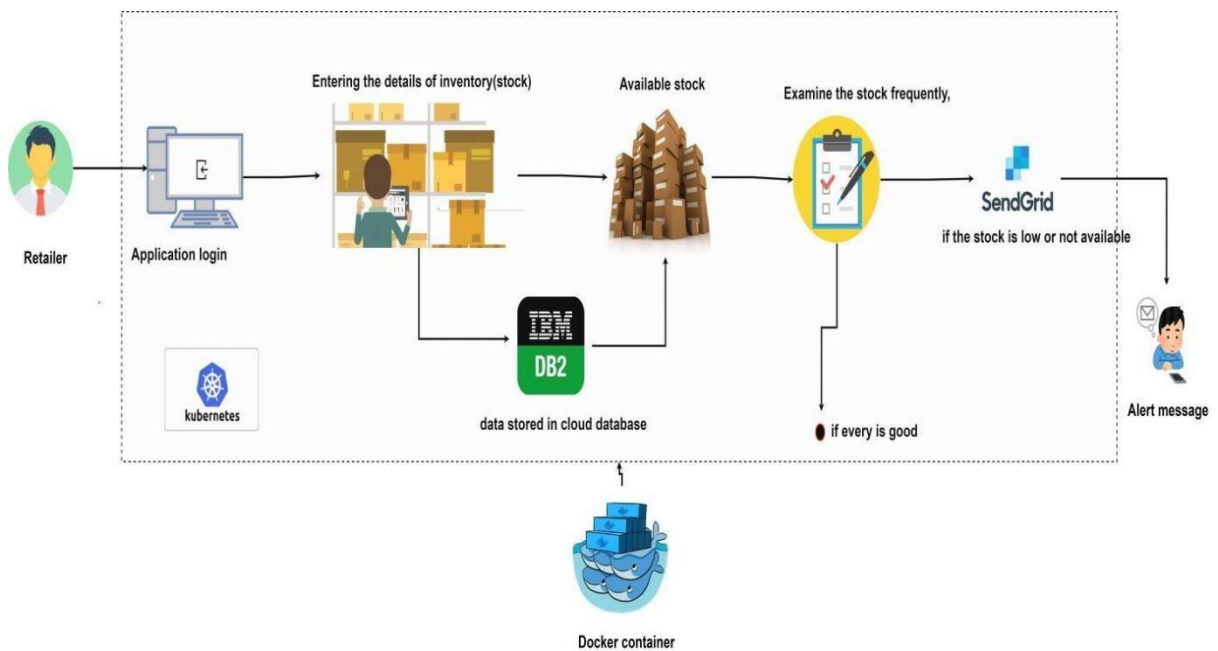 Entering the details of inventory(stock)
Available stock
Examine the stock frequently,
SendGrid
if the stock is low or not available
Retailer
Application login
IBM
DB2
kubernetes
data stored in cloud database
if every is good
Alert message
Docker container